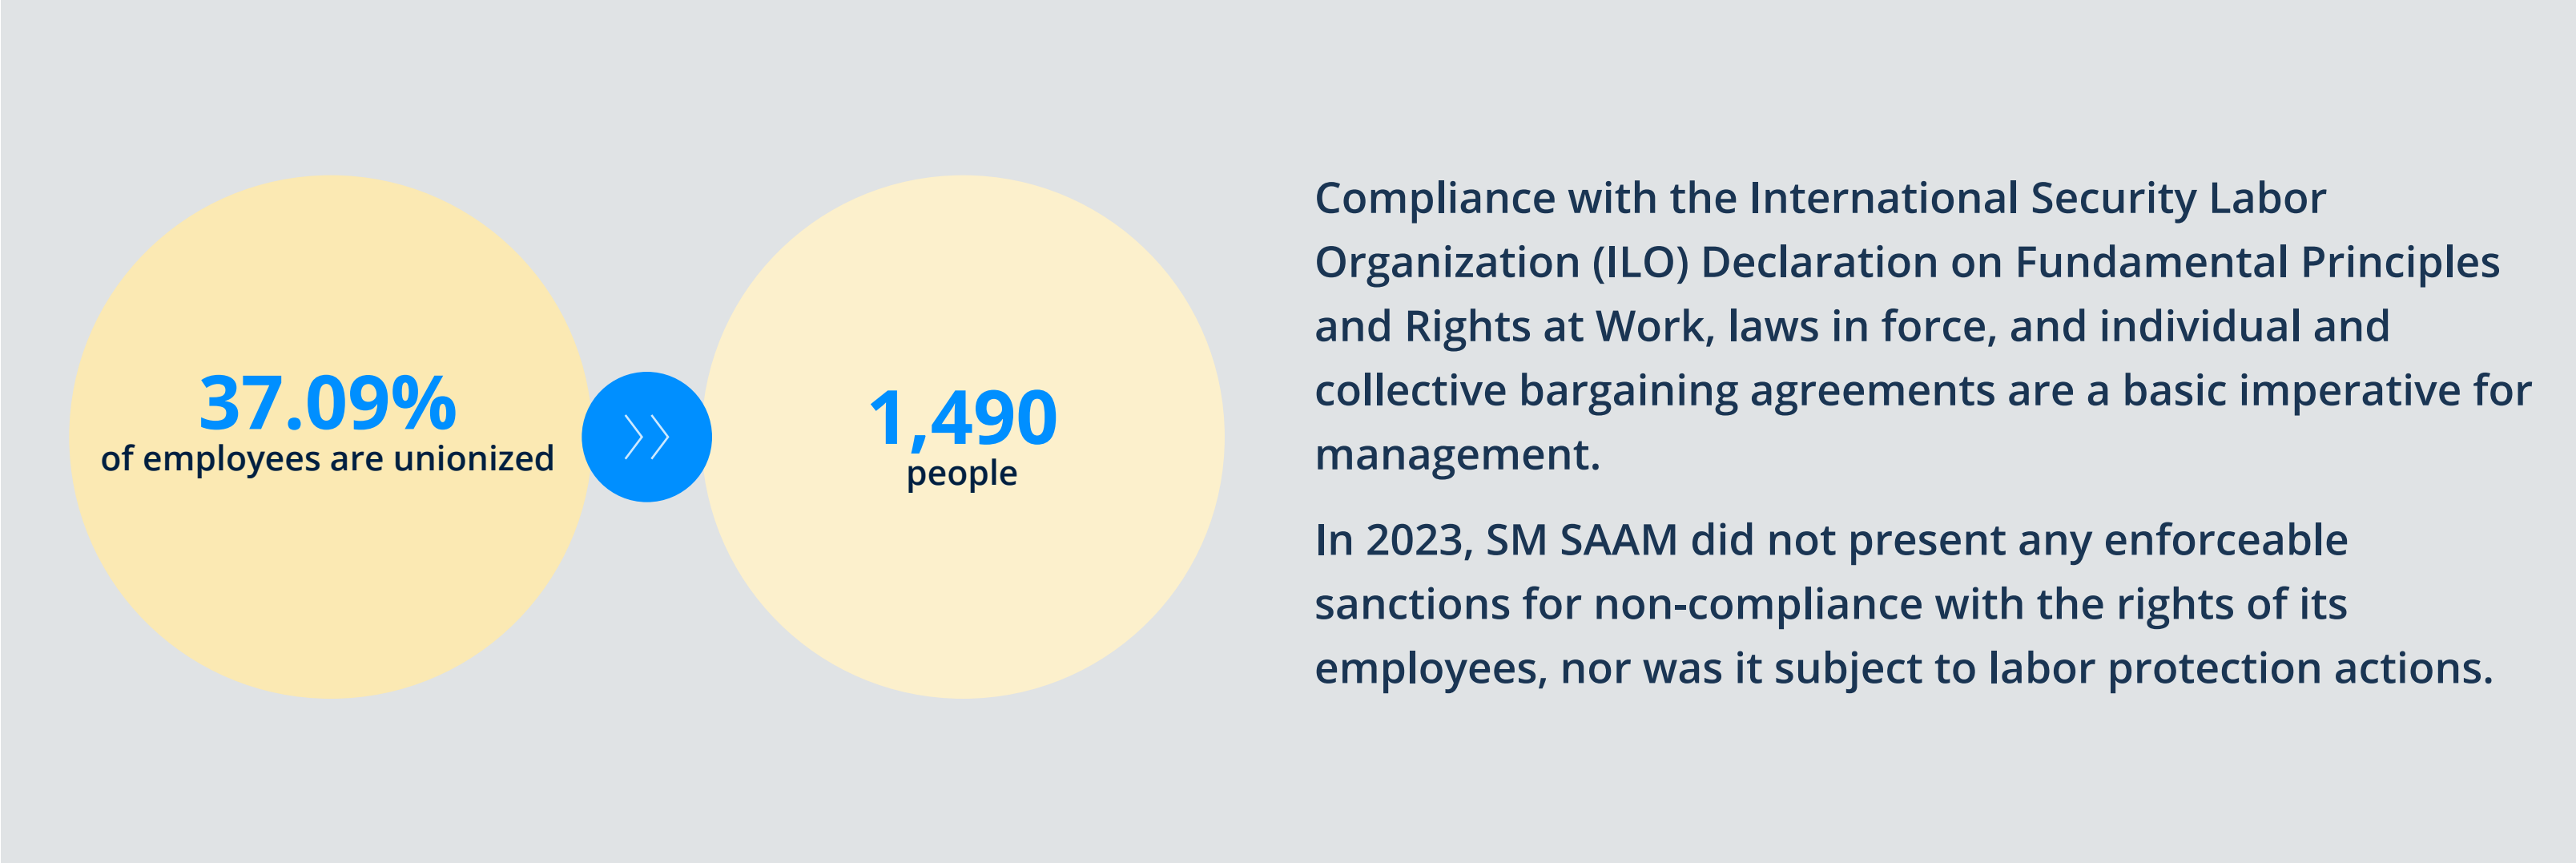 37.09%
of employees are unionized
1,490
people
Compliance with the International Security Labor
Organization (ILO) Declaration on Fundamental Principles
and Rights at Work, laws in force, and individual and
collective bargaining agreements are a basic imperative for
management.
In 2023, SM SAAM did not present any enforceable
sanctions for non-compliance with the rights of its
employees, nor was it subject to labor protection actions.